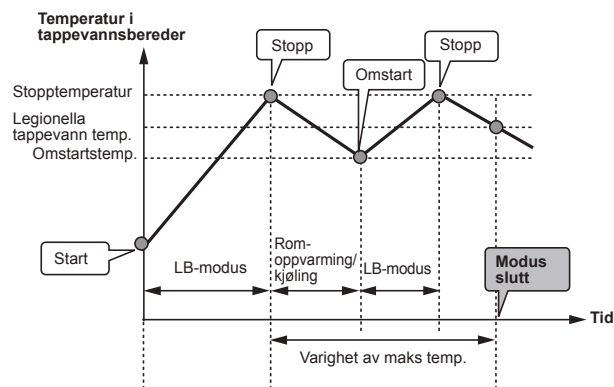 Temperatur i
tappevannsbereder
Stopp
Stopp
Omstart
Stopptemperatur
Legionella
tappevann temp.
Omstartstemp.
Start
LB-modus
Rom-
oppvarming/
kjøling
LB-modus
Modus
slutt
Tid
Varighet av maks temp.